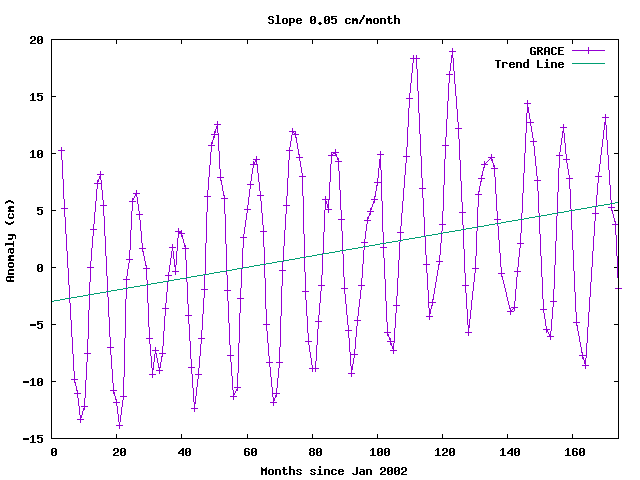 Slope 0.05 cm/month
GRACE
Trend Line
Anomaly (cm)
20
15
10
5
0
-5
-10
-15
0 20 40 60 80 100 120 140 160
Months since Jan 2002